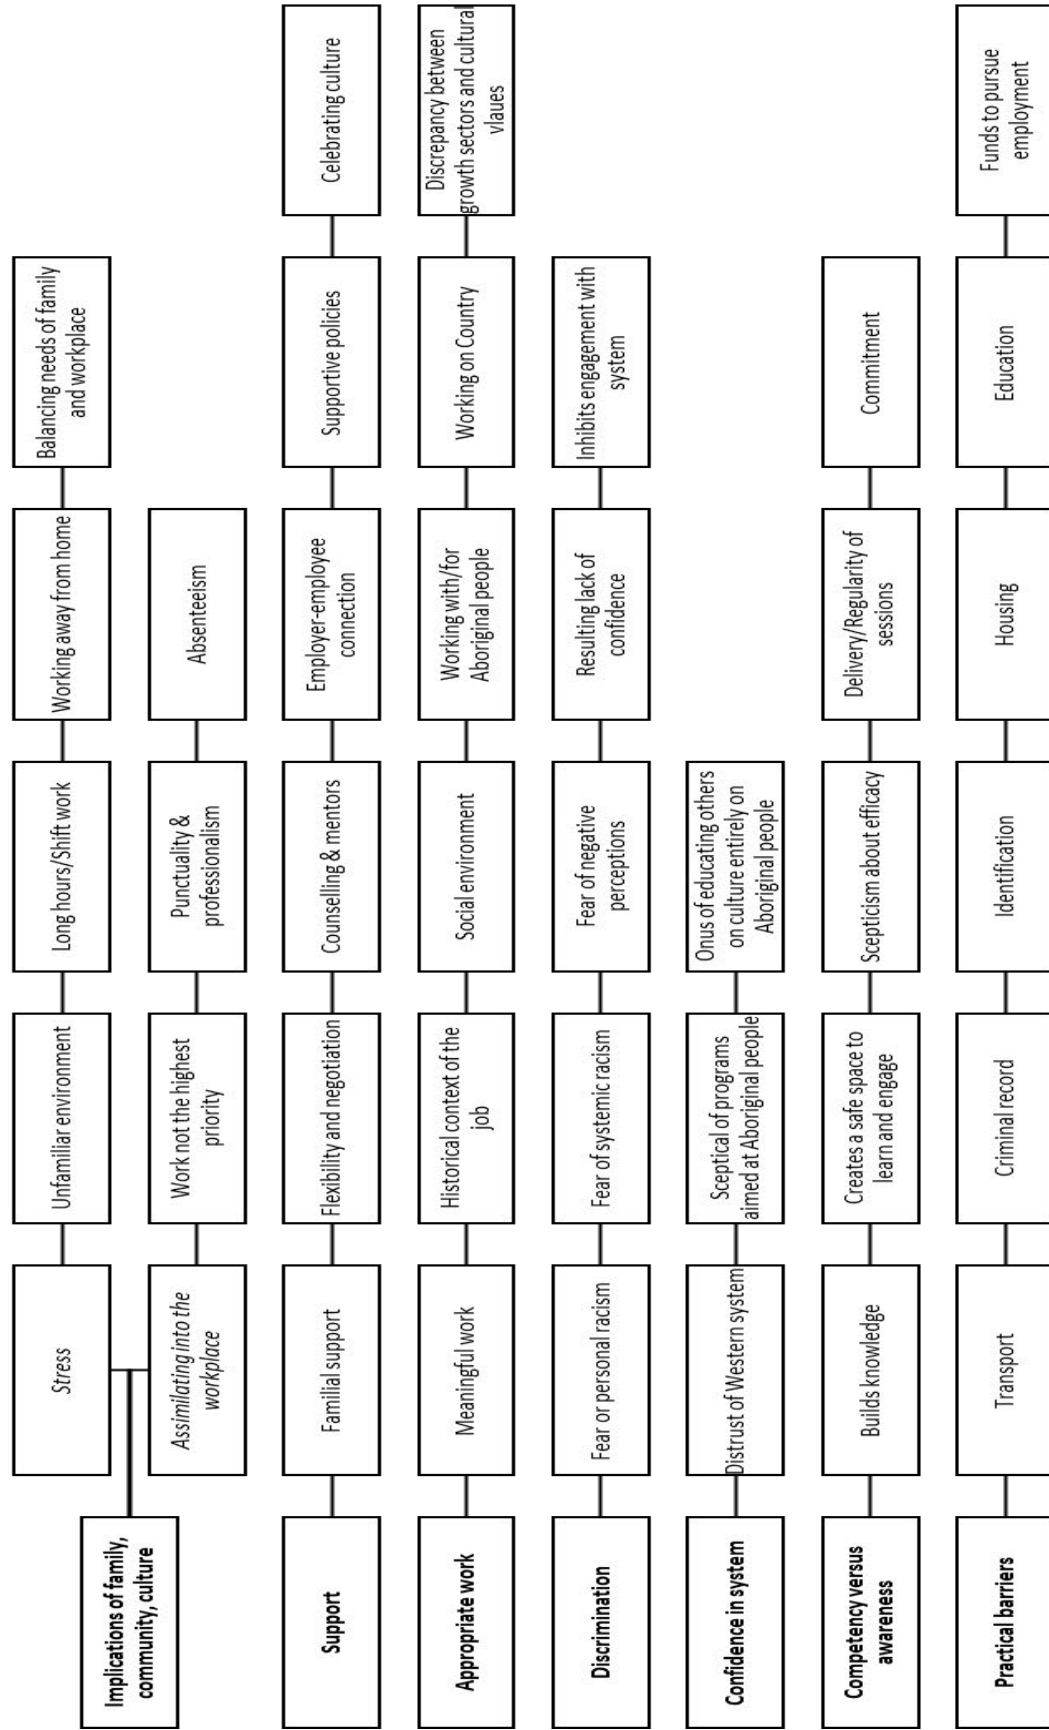 Implications of family,
community, culture
Stress
Unfamiliar environment
Long hours/Shift work
Working away from home
Balancing needs of family
and workplace
Assimilating into the
workplace
Work not the highest
priority
Punctuality &
professionalism
Absenteeism
Support
Familial support
Flexibility and negotiation
Counselling & mentors
Employer-employee
connection
Supportive policies
Celebrating culture
Appropriate work
Meaningful work
Historical context of the
job
Social environment
Working with/for
Aboriginal people
Working on Country
Discrepancy between
growth sectors and cultural
vlaues
Discrimination
Fear or personal racism
Fear of systemic racism
Fear of negative
perceptions
Resulting lack of
confidence
Inhibits engagement with
system
Confidence in system
Distrust of Western system
Sceptical of programs
aimed at Aboriginal people
Onus of educating others
on culture entirely on
Aboriginal people
Competency versus
awareness
Builds knowledge
Creates a safe space to
learn and engage
Scepticism about efficacy
Delivery/Regularity of
sessions
Commitment
Practical barriers
Transport
Criminal record
Identification
Housing
Education
Funds to pursue
employment